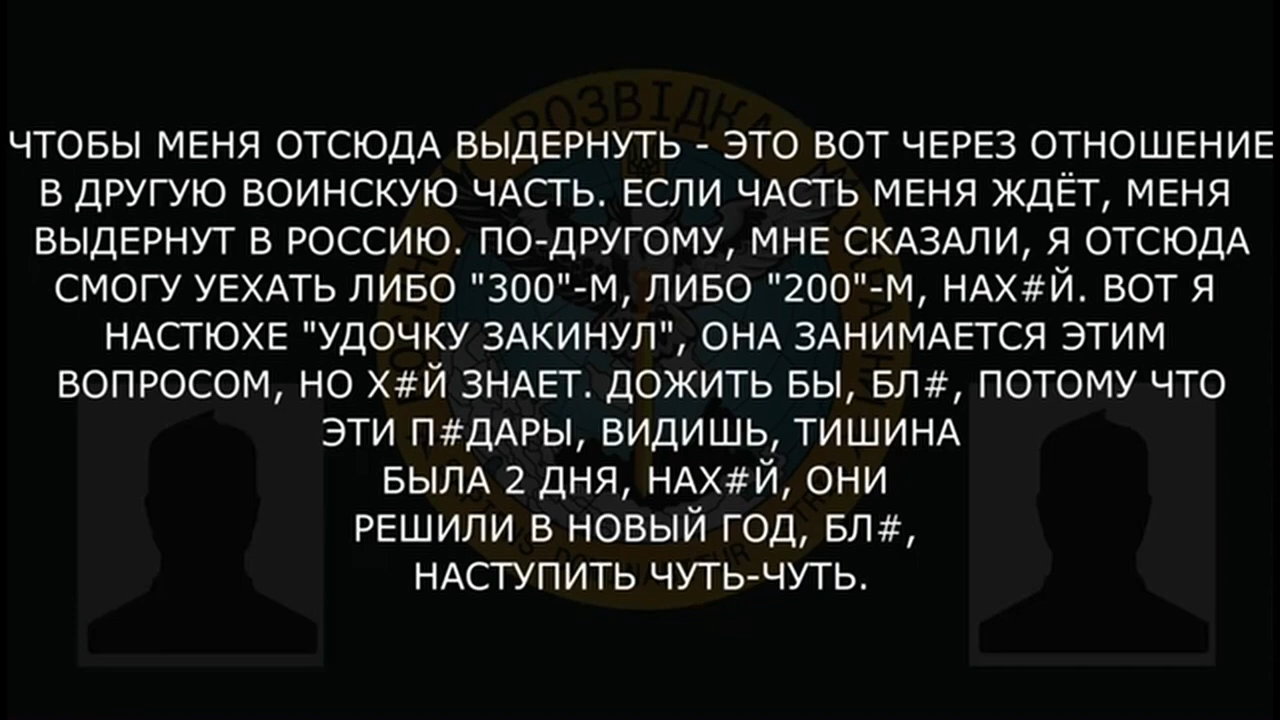 ЧТОБЫ МЕНЯ ОТСЮДА ВЫДЕРНУТЬ - ЭТО ВОТ ЧЕРЕЗ ОТНОШЕНИЕ
В ДРУГУЮ ВОИНСКУЮ ЧАСТЬ. ЕСЛИ ЧАСТЬ МЕНЯ ЖДЁТ, МЕНЯ
ВЫДЕРНУТ В РОССИЮ. ПО-ДРУГОМУ, МНЕ СКАЗАЛИ, Я ОТСЮДА
СМОГУ УЕХАТЬ ЛИБО "300"-М, ЛИБО "200"-М, НАХ#Й. ВОТ Я
НАСТЮХЕ "УДОЧКУ ЗАКИНУЛ", ОНА ЗАНИМАЕТСЯ ЭТИМ
ВОПРОСОМ, НО Х#Й ЗНАЕТ. ДОЖИТЬ БЫ, БЛ#, ПОТОМУ ЧТО
ЭТИ П#ДАРЫ, ВИДИШЬ, ТИШИНА
БЫЛА 2 ДНЯ, НАХ#Й, ОНИ
РЕШИЛИ В НОВЫЙ ГОД, БЛ#,
НАСТУПИТЬ ЧУТЬ-ЧУТЬ.
РОЗВІДКА